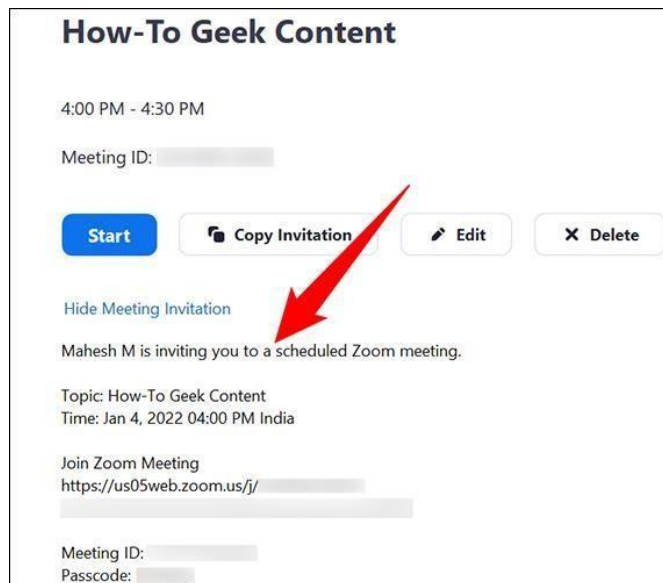 How-To Geek Content
4:00 PM - 4:30 PM
Meeting ID:
Start Copy Invitation Edit Delete
Hide Meeting Invitation
Mahesh M is inviting you to a scheduled Zoom meeting.
Topic: How-To Geek Content
Time: Jan 4, 2022 04:00 PM India
Join Zoom Meeting
https://us05web.zoom.us/j/
Meeting ID:
Passcode: